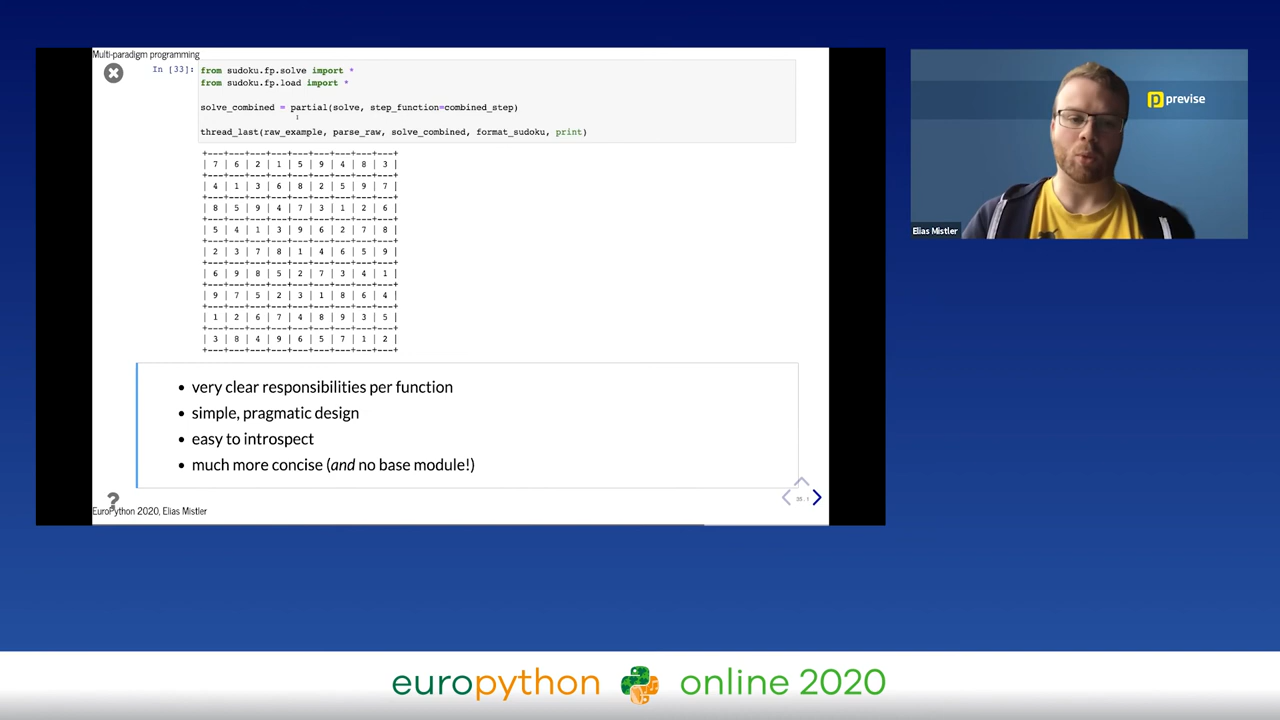 Multi-paradigm programming
In [33]: from sudoku.fp.solve import *
from sudoku.fp.load import *
solve_combined = partial(solve, step_function=combined_step)
thread_last(raw_example, parse_raw, solve_combined, format_sudoku, print)
+---+---+---+---+---+---+---+---+---+
| 7 | 6 | 2 | 1 | 5 | 9 | 4 | 8 | 3 |
+---+---+---+---+---+---+---+---+---+
| 4 | 1 | 3 | 6 | 8 | 2 | 5 | 9 | 7 |
+---+---+---+---+---+---+---+---+---+
| 8 | 5 | 9 | 4 | 7 | 3 | 1 | 2 | 6 |
+---+---+---+---+---+---+---+---+---+
| 5 | 4 | 1 | 3 | 9 | 6 | 2 | 7 | 8 |
+---+---+---+---+---+---+---+---+---+
| 2 | 3 | 7 | 8 | 1 | 4 | 6 | 5 | 9 |
+---+---+---+---+---+---+---+---+---+
| 6 | 9 | 8 | 5 | 2 | 7 | 3 | 4 | 1 |
+---+---+---+---+---+---+---+---+---+
| 9 | 7 | 5 | 2 | 3 | 1 | 8 | 6 | 4 |
+---+---+---+---+---+---+---+---+---+
| 1 | 2 | 6 | 7 | 4 | 8 | 9 | 3 | 5 |
+---+---+---+---+---+---+---+---+---+
| 3 | 8 | 4 | 9 | 6 | 5 | 7 | 1 | 2 |
+---+---+---+---+---+---+---+---+---+
• very clear responsibilities per function
• simple, pragmatic design
• easy to introspect
• much more concise (and no base module!)
?
EuroPython 2020, Elias Mistler
previse
Elias Mistler
europython online 2020